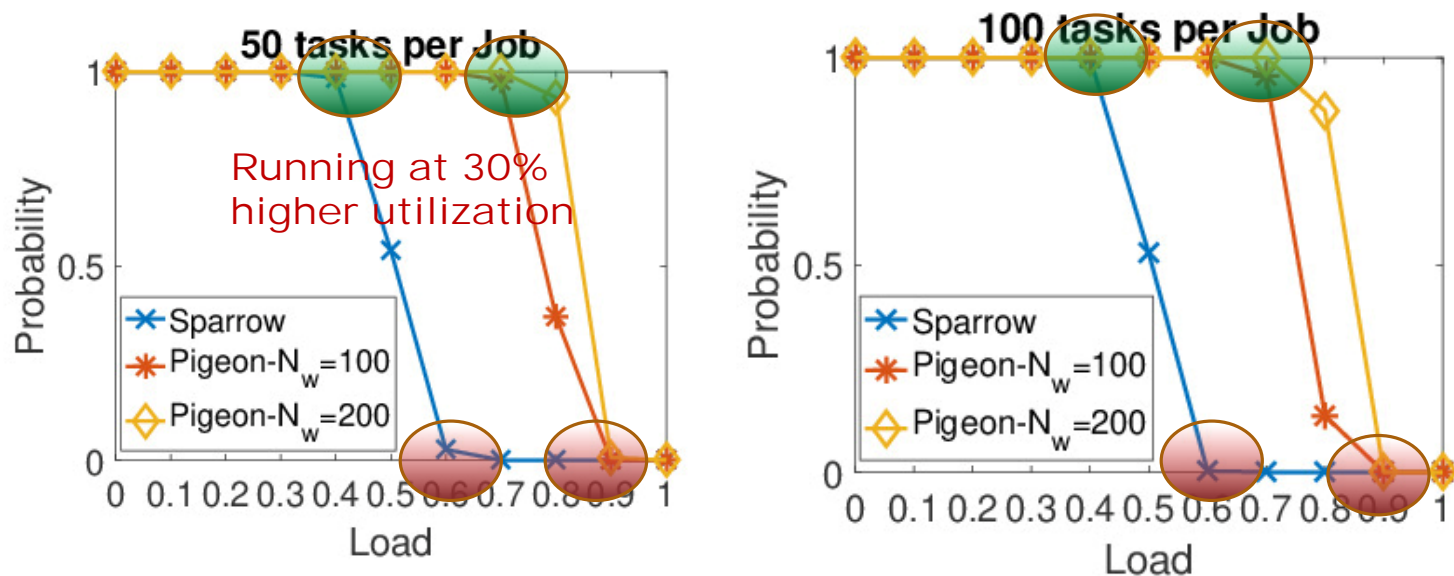 50 tasks per Job
1
Running at 30%
higher utilization
Probability
0.5
Sparrow
Pigeon-N_w=100
Pigeon-N_w=200
0
0 0.1 0.2 0.3 0.4 0.5 0.6 0.7 0.8 0.9 1
Load
100 tasks per Job
1
Probability
0.5
Sparrow
Pigeon-N_w=100
Pigeon-N_w=200
0
0 0.1 0.2 0.3 0.4 0.5 0.6 0.7 0.8 0.9 1
Load